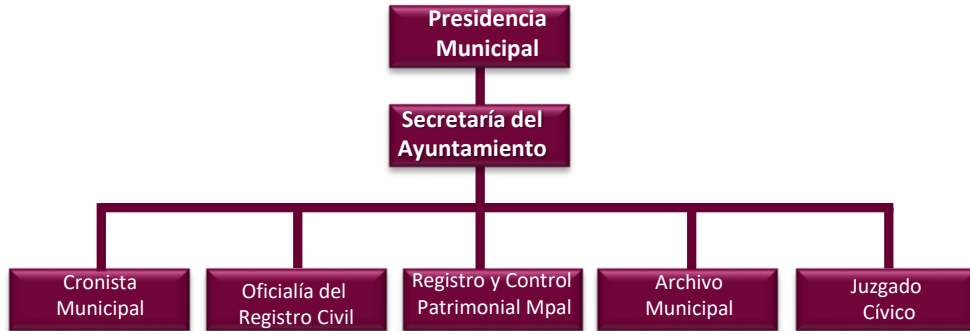 Presidencia
Municipal
Secretaría del
Ayuntamiento
Cronista
Municipal
Oficialía del
Registro Civil
Registro y Control
Patrimonial Mpal
Archivo
Municipal
Juzgado
Cívico